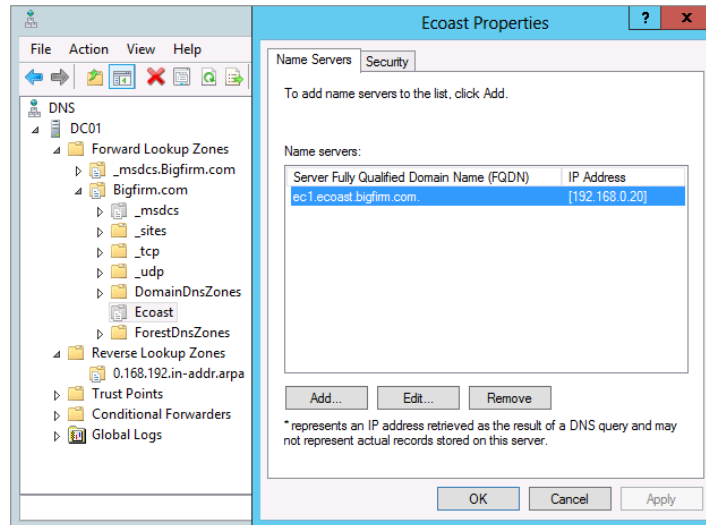 File Action View Help
DNS
DC01
Forward Lookup Zones
_msdcs.Bigfirm.com
Bigfirm.com
_msdcs
_sites
_tcp
_udp
DomainDnsZones
Ecoast
ForestDnsZones
Reverse Lookup Zones
0.168.192.in-addr.arpa
Trust Points
Conditional Forwarders
Global Logs
Ecoast Properties
? x
Name Servers Security
To add name servers to the list, click Add.
Name servers:
Server Fully Qualified Domain Name (FQDN) IP Address
ec1.ecoast.bigfirm.com. [192.168.0.20]
Add... Edit... Remove
* represents an IP address retrieved as the result of a DNS query and may
not represent actual records stored on this server.
OK Cancel Apply